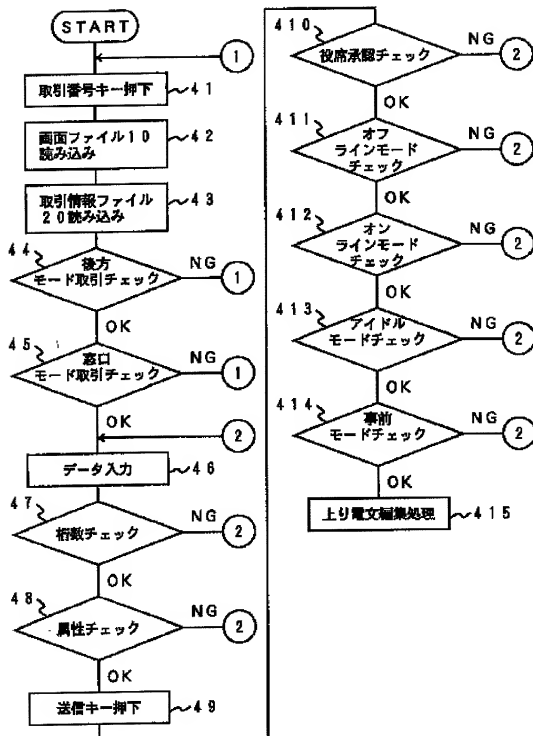 START
1
取引番号キー押下
41
画面ファイル10
読み込み
42
取引情報ファイル
20読み込み
43
44
後方
モード取引チェック
NG
1
OK
45
窓口
モード取引チェック
NG
1
OK
2
データ入力
46
47
桁数チェック
NG
2
OK
48
属性チェック
NG
2
OK
送信キー押下
49
410
役席承認チェック
NG
2
OK
411
オフ
ラインモード
チェック
NG
2
OK
412
オン
ラインモード
チェック
NG
2
OK
413
アイドル
モードチェック
NG
2
OK
414
事前
モードチェック
NG
2
OK
上り電文編集処理
415